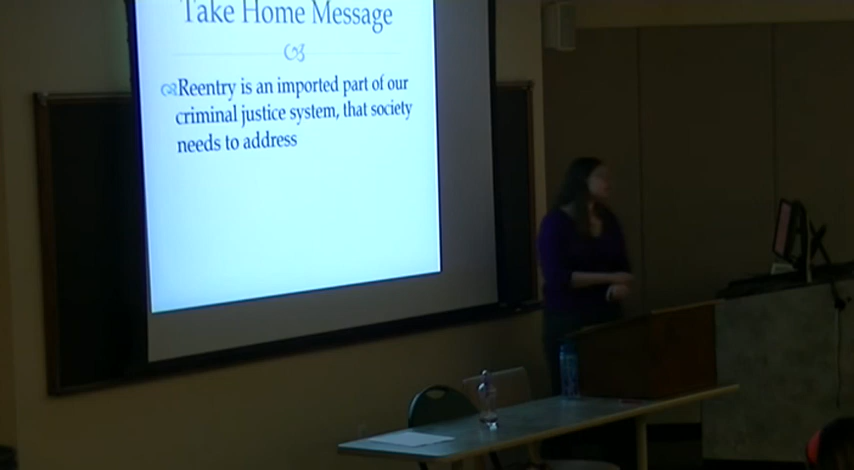 Take Home Message
Reentry is an imported part of our
criminal justice system, that society
needs to address